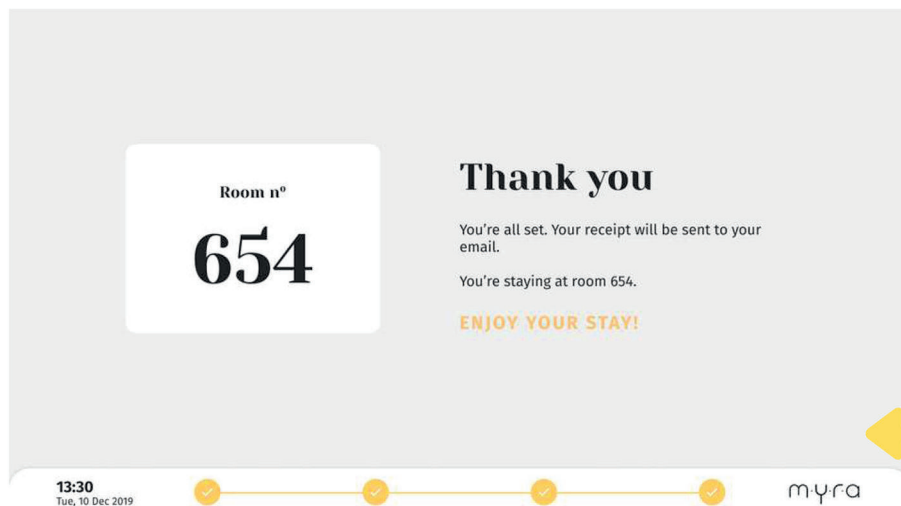 Room nº
654
Thank you
You're all set. Your receipt will be sent to your
email.
You're staying at room 654.
ENJOY YOUR STAY!
13:30
Tue, 10 Dec 2019
m.y.r.a